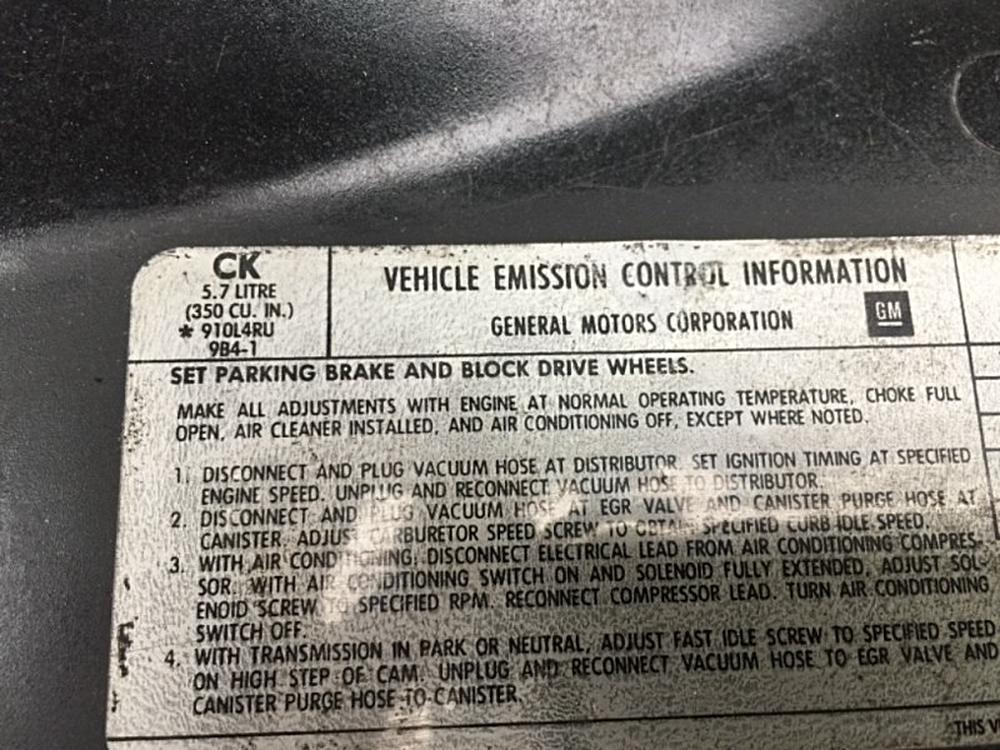 CK
5.7 LITRE
(350 CU. IN.)
* 910L4RU
9B4-1
VEHICLE EMISSION CONTROL INFORMATION
GENERAL MOTORS CORPORATION
GM
SET PARKING BRAKE AND BLOCK DRIVE WHEELS.
MAKE ALL ADJUSTMENTS WITH ENGINE AT NORMAL OPERATING TEMPERATURE, CHOKE FULL
OPEN, AIR CLEANER INSTALLED, AND AIR CONDITIONING OFF, EXCEPT WHERE NOTED.
1. DISCONNECT AND PLUG VACUUM HOSE AT DISTRIBUTOR. SET IGNITION TIMING AT SPECIFIED
ENGINE SPEED. UNPLUG AND RECONNECT VACUUM HOSE TO DISTRIBUTOR.
2. DISCONNECT AND PLUG VACUUM HOSE AT EGR VALVE AND CANISTER PURGE HOSE AT
CANISTER. ADJUST CARBURETOR SPEED SCREW TO OBTAIN SPECIFIED CURB IDLE SPEED.
3. WITH AIR CONDITIONING, DISCONNECT ELECTRICAL LEAD FROM AIR CONDITIONING COMPRES-
SOR. WITH AIR CONDITIONING SWITCH ON AND SOLENOID FULLY EXTENDED, ADJUST SOL-
ENOID SCREW TO SPECIFIED RPM. RECONNECT COMPRESSOR LEAD. TURN AIR CONDITIONING
SWITCH OFF.
4. WITH TRANSMISSION IN PARK OR NEUTRAL, ADJUST FAST IDLE SCREW TO SPECIFIED SPEED
ON HIGH STEP OF CAM. UNPLUG AND RECONNECT VACUUM HOSE TO EGR VALVE AND
CANISTER PURGE HOSE TO CANISTER.
THIS V